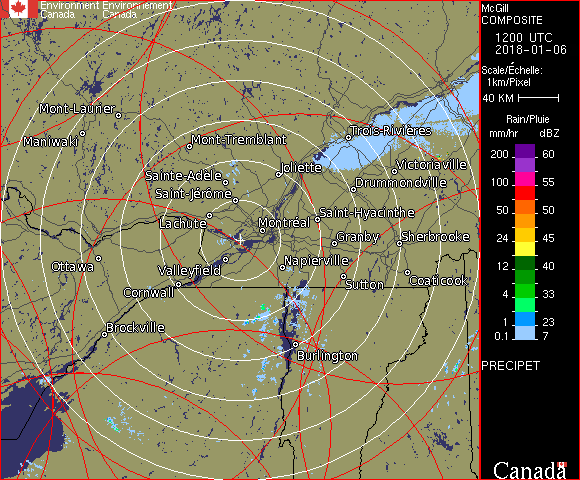 Environment Environnement
Canada Canada
McGill
COMPOSITE
1200 UTC
2018-01-06
Scale/Échelle:
1km/Pixel
40 KM
Rain/Pluie
mm/hr dBZ
200 60
100 55
50 50
24 45
12 40
4 33
1 23
0.1 7
PRECIPET
Mont-Laurier
Maniwaki
Mont-Tremblant
Trois-Rivières
Sainte-Adèle
Joliette
Victoriaville
Saint-Jérôme
Drummondville
Lachute
Montréal
Saint-Hyacinthe
Granby
Sherbrooke
Ottawa
Valleyfield
Napierville
Cornwall
Sutton
Coaticook
Brockville
Burlington
Canada